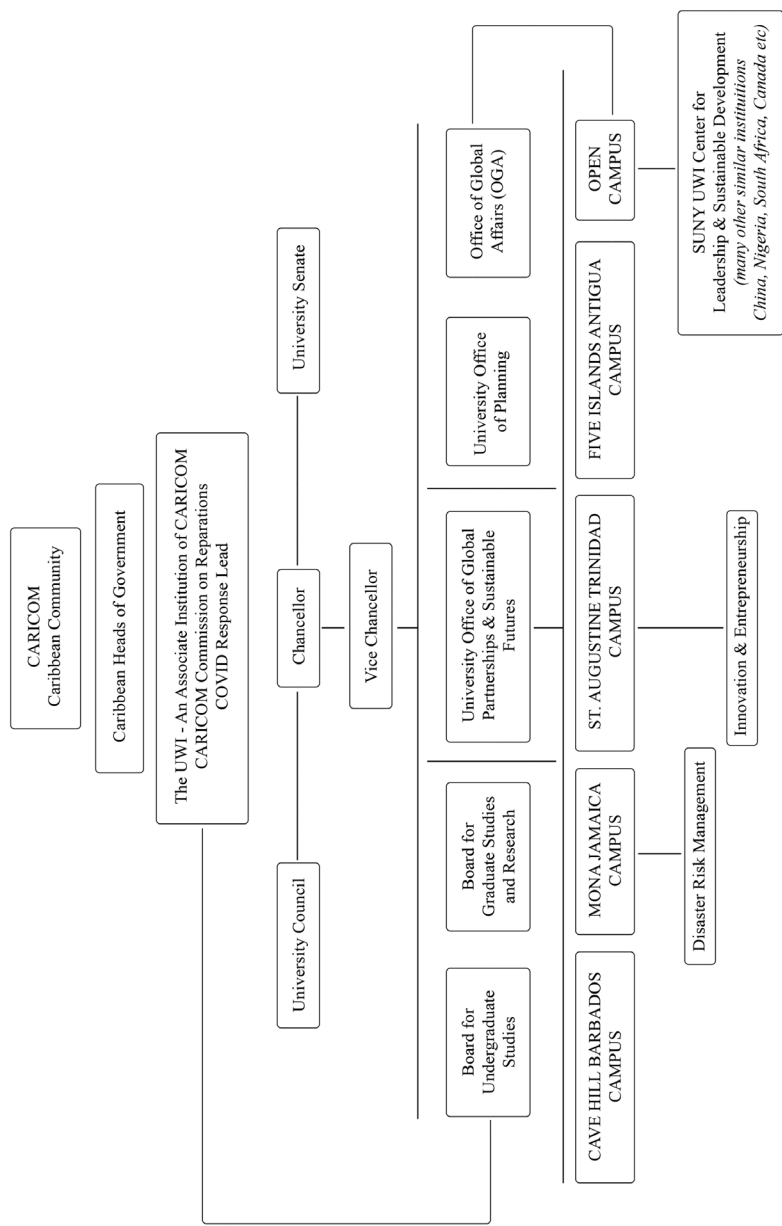 CARICOM
Caribbean Community
Caribbean Heads of Government
The UWI - An Associate Institution of CARICOM
CARICOM Commission on Reparations
COVID Response Lead
University Council
Chancellor
University Senate
Vice Chancellor
Board for
Undergraduate
Studies
Board for
Graduate Studies
and Research
University Office of Global
Partnerships & Sustainable
Futures
University Office
of Planning
Office of Global
Affairs (OGA)
CAVE HILL BARBADOS
CAMPUS
MONA JAMAICA
CAMPUS
ST. AUGUSTINE TRINIDAD
CAMPUS
FIVE ISLANDS ANTIGUA
CAMPUS
OPEN
CAMPUS
Disaster Risk Management
Innovation & Entrepreneurship
SUNY UWI Center for
Leadership & Sustainable Development
(many other similar instituitions
China, Nigeria, South Africa, Canada etc)